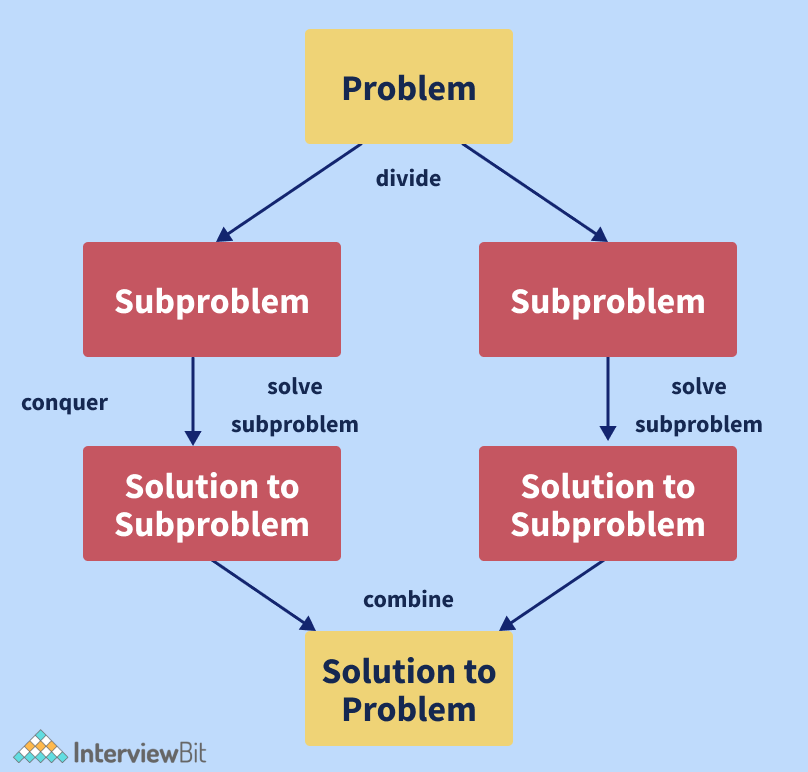 Problem
divide
Subproblem
Subproblem
conquer
solve
subproblem
solve
subproblem
Solution to
Subproblem
Solution to
Subproblem
combine
Solution to
Problem
InterviewBit